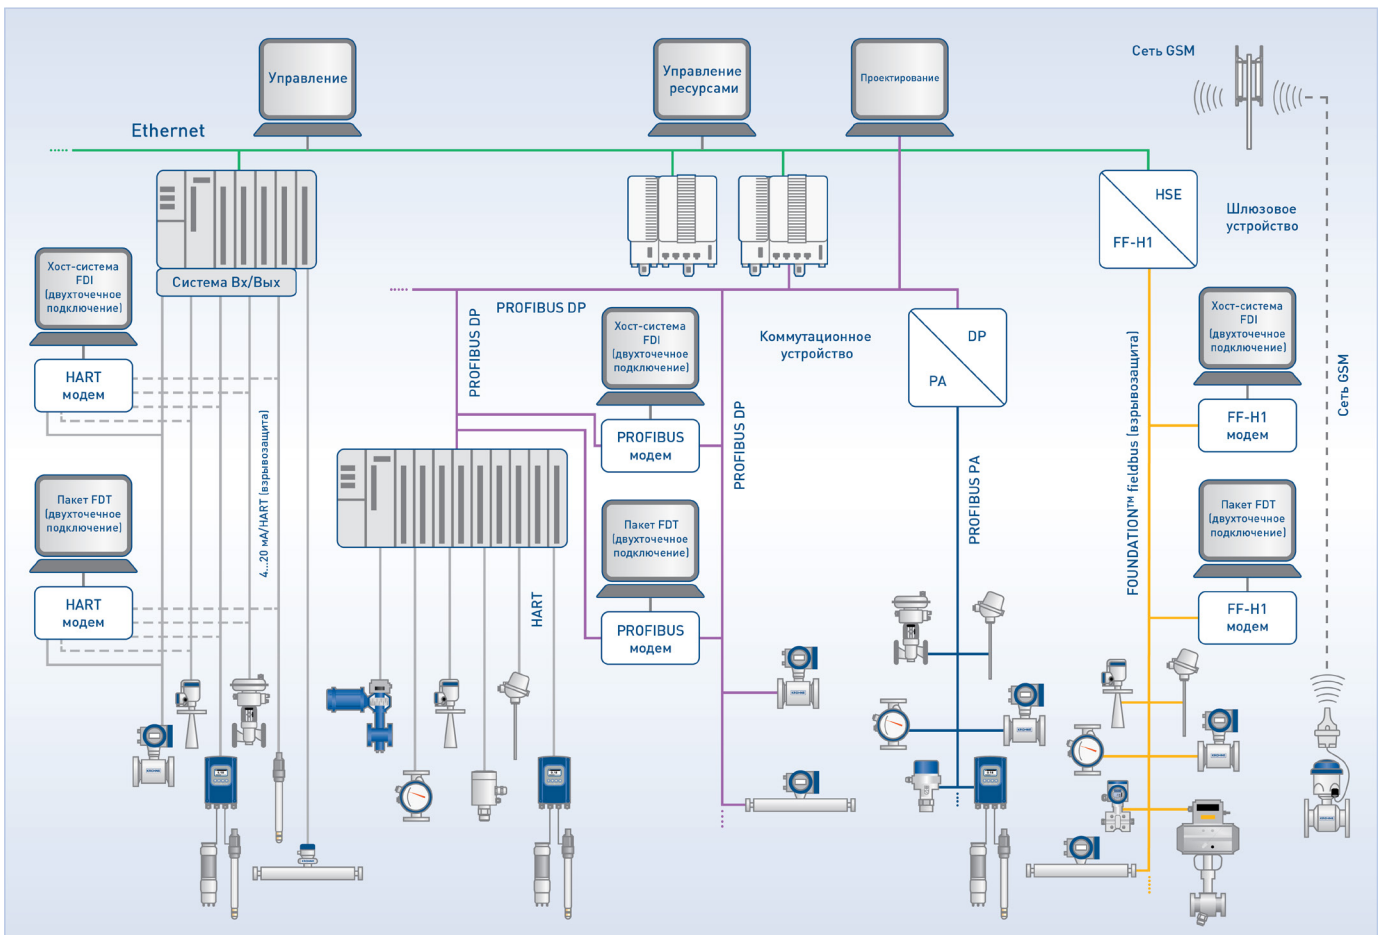 Управление
Управление
ресурсами
Проектирование
Сеть GSM
Ethernet
HSE
FF-H1
Шлюзовое
устройство
Система Вх/Вых
Хост-система
FDI
(двухточечное
подключение)
HART
модем
PROFIBUS DP
PROFIBUS DP
Хост-система
FDI
(двухточечное
подключение)
PROFIBUS
модем
PROFIBUS DP
Коммутационное
устройство
DP
PA
Хост-система
FDI
(двухточечное
подключение)
FF-H1
модем
Сеть GSM
4...20 мА/HART (взрывозащита)
FOUNDATION™ fieldbus (взрывозащита)
PROFIBUS PA
Пакет FDT
(двухточечное
подключение)
HART
модем
HART
Пакет FDT
(двухточечное
подключение)
PROFIBUS
модем
Пакет FDT
(двухточечное
подключение)
FF-H1
модем